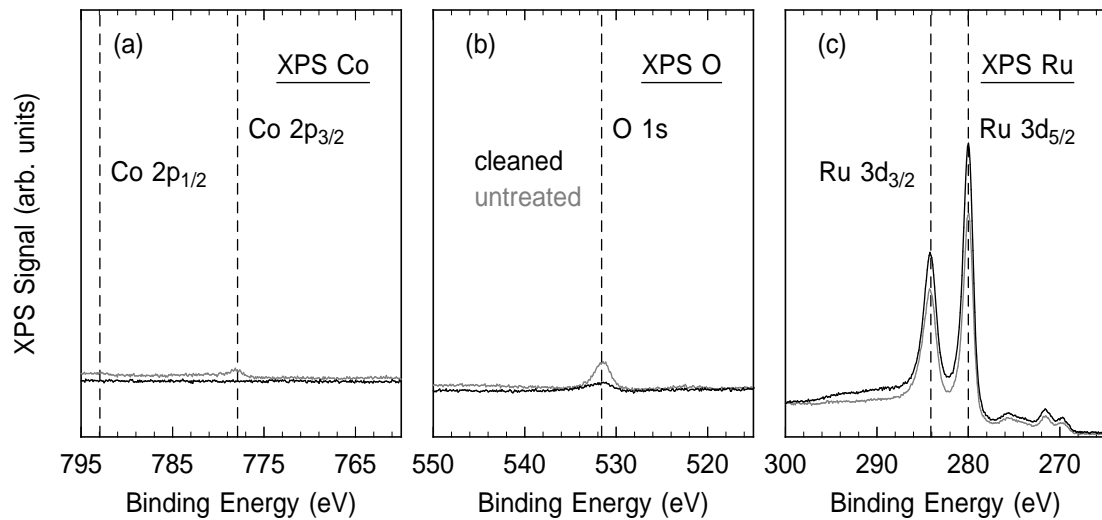 XPS Signal (arb. units)
(a)
XPS Co
Co 2p3/2
Co 2p1/2
795 785 775 765
Binding Energy (eV)
(b)
XPS O
O 1s
cleaned
untreated
550 540 530 520
Binding Energy (eV)
(c)
XPS Ru
Ru 3d5/2
Ru 3d3/2
300 290 280 270
Binding Energy (eV)